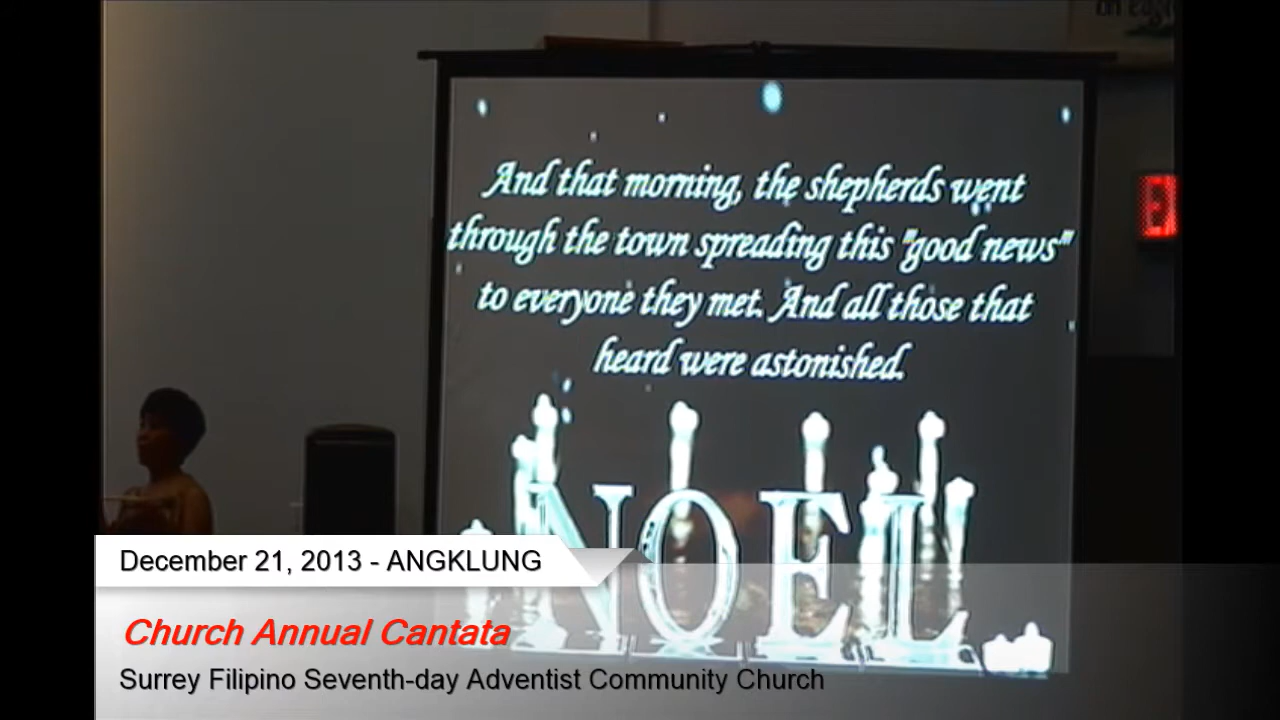 on eagle
And that morning, the shepherds went
through the town spreading this "good news"
to everyone they met. And all those that
heard were astonished.
NOEL
December 21, 2013 - ANGKLUNG
Church Annual Cantata
Surrey Filipino Seventh-day Adventist Community Church